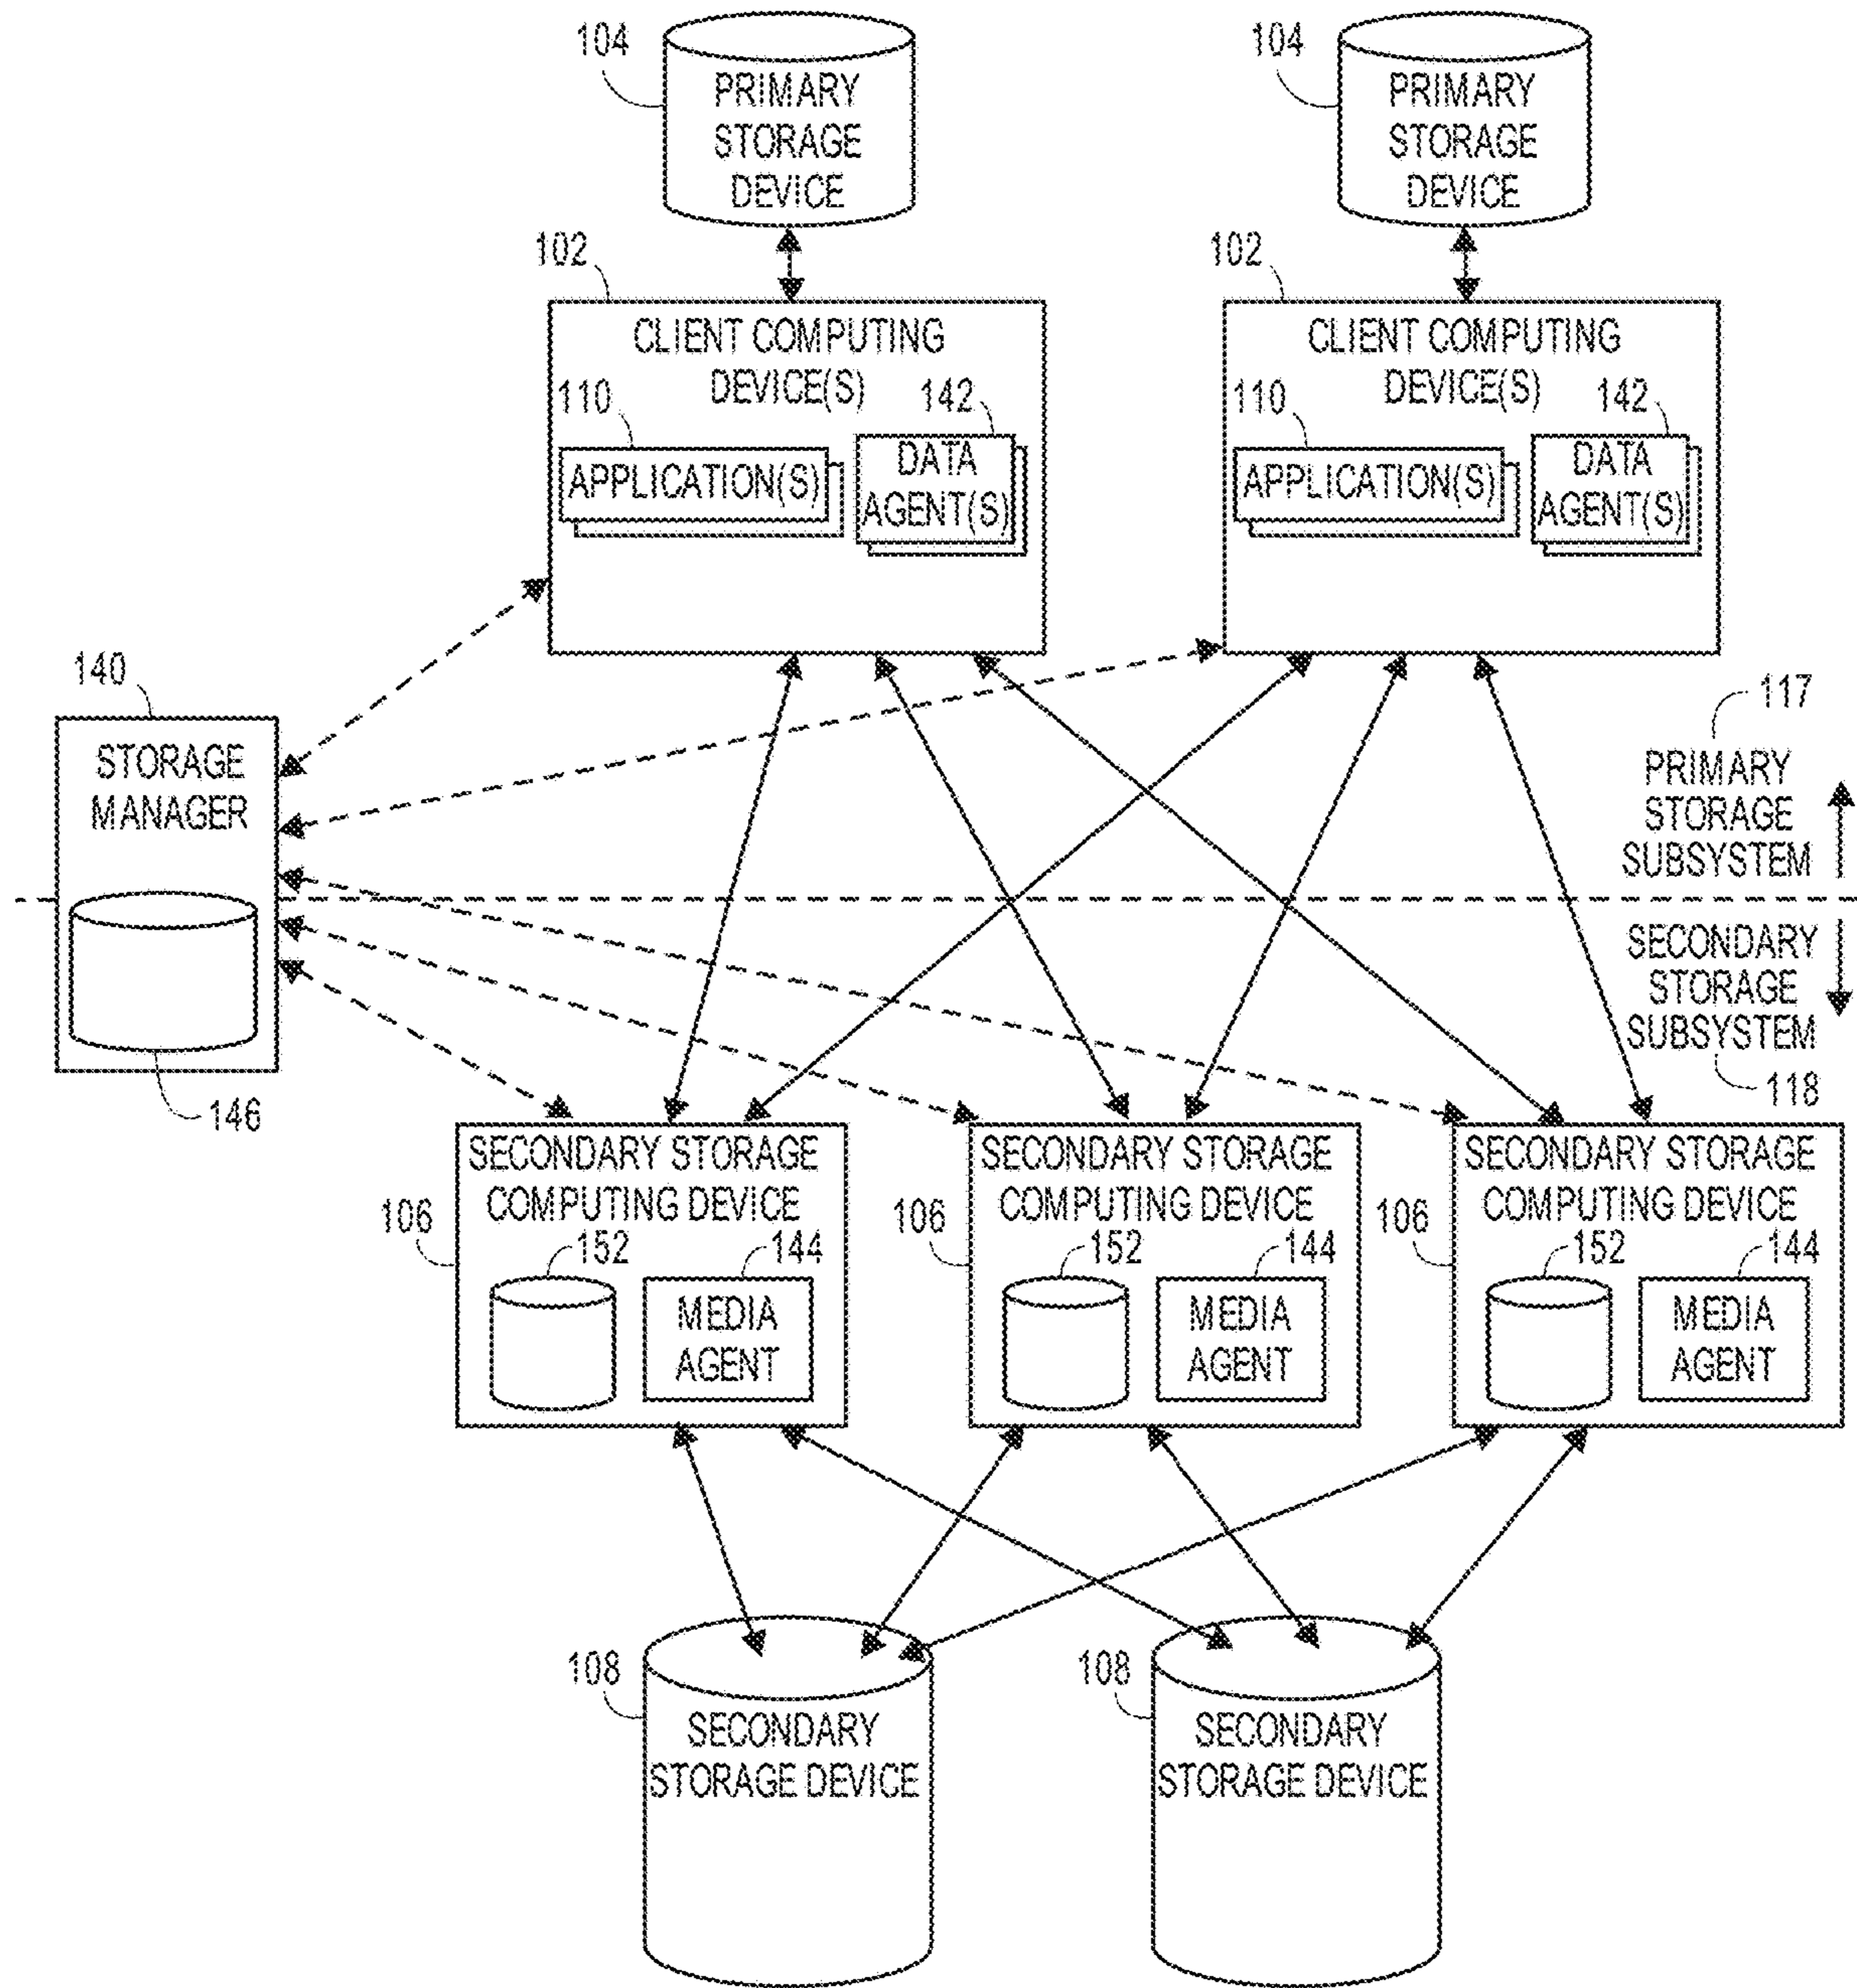 104
PRIMARY
STORAGE
DEVICE
104
PRIMARY
STORAGE
DEVICE
102
CLIENT COMPUTING
DEVICE(S)
110
142
APPLICATION(S)
DATA
AGENT(S)
102
CLIENT COMPUTING
DEVICE(S)
110
142
APPLICATION(S)
DATA
AGENT(S)
140
STORAGE
MANAGER
146
117
PRIMARY
STORAGE
SUBSYSTEM
SECONDARY
STORAGE
SUBSYSTEM
118
106
SECONDARY STORAGE
COMPUTING DEVICE
152
144
MEDIA
AGENT
106
SECONDARY STORAGE
COMPUTING DEVICE
152
144
MEDIA
AGENT
106
SECONDARY STORAGE
COMPUTING DEVICE
152
144
MEDIA
AGENT
108
SECONDARY
STORAGE DEVICE
108
SECONDARY
STORAGE DEVICE